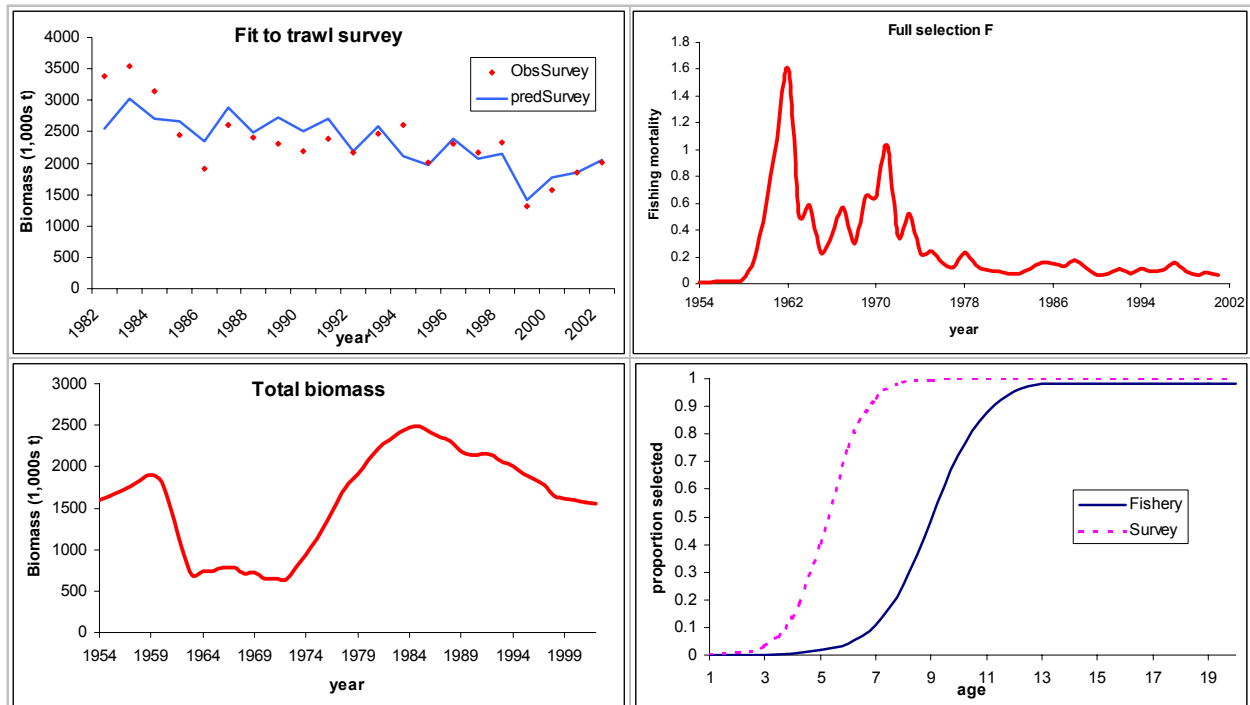 Fit to trawl survey
Biomass (1,000s t)
4000
3500
3000
2500
2000
1500
1000
500
0
ObsSurvey
predSurvey
1982
1984
1986
1988
1990
1992
1994
1996
1998
2000
2002
year
Full selection F
Fishing mortality
1.8
1.6
1.4
1.2
1
0.8
0.6
0.4
0.2
0
1954 1962 1970 1978 1986 1994 2002
year
Total biomass
Biomass (1,000s t)
3000
2500
2000
1500
1000
500
0
1954 1959 1964 1969 1974 1979 1984 1989 1994 1999
year
proportion selected
1
0.9
0.8
0.7
0.6
0.5
0.4
0.3
0.2
0.1
0
Fishery
Survey
1 3 5 7 9 11 13 15 17 19
age